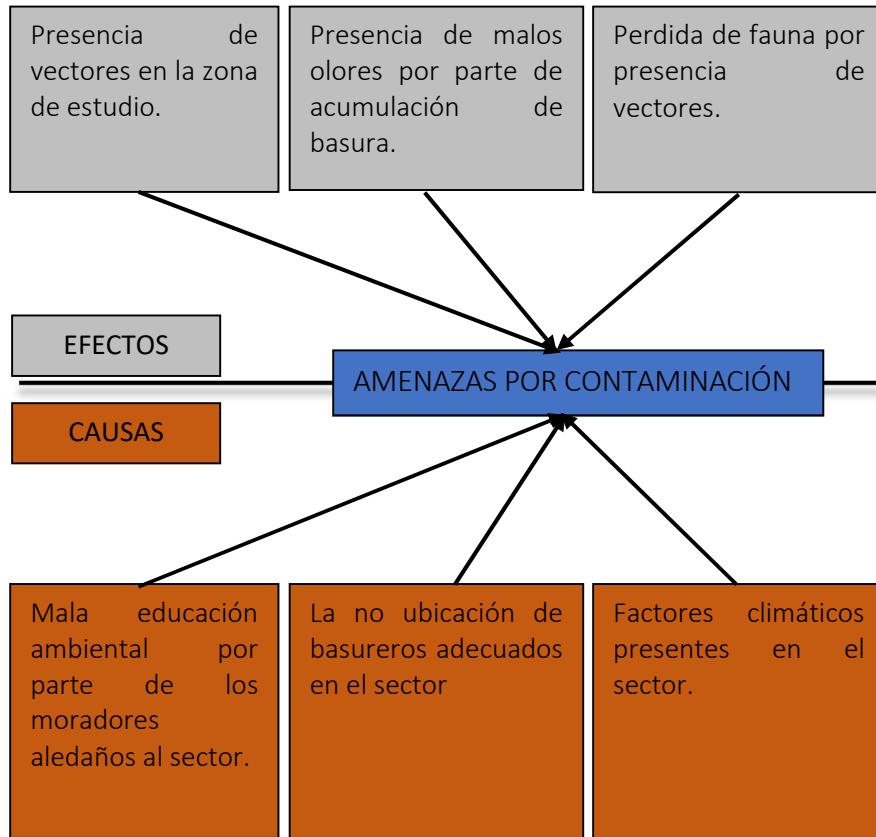 Presencia de
vectores en la zona
de estudio.
Presencia de malos
olores por parte de
acumulación de
basura.
Perdida de fauna por
presencia de
vectores.
EFECTOS
AMENAZAS POR CONTAMINACIÓN
CAUSAS
Mala educación
ambiental por
parte de los
moradores
aledaños al sector.
La no ubicación de
basureros adecuados
en el sector
Factores climáticos
presentes en el
sector.